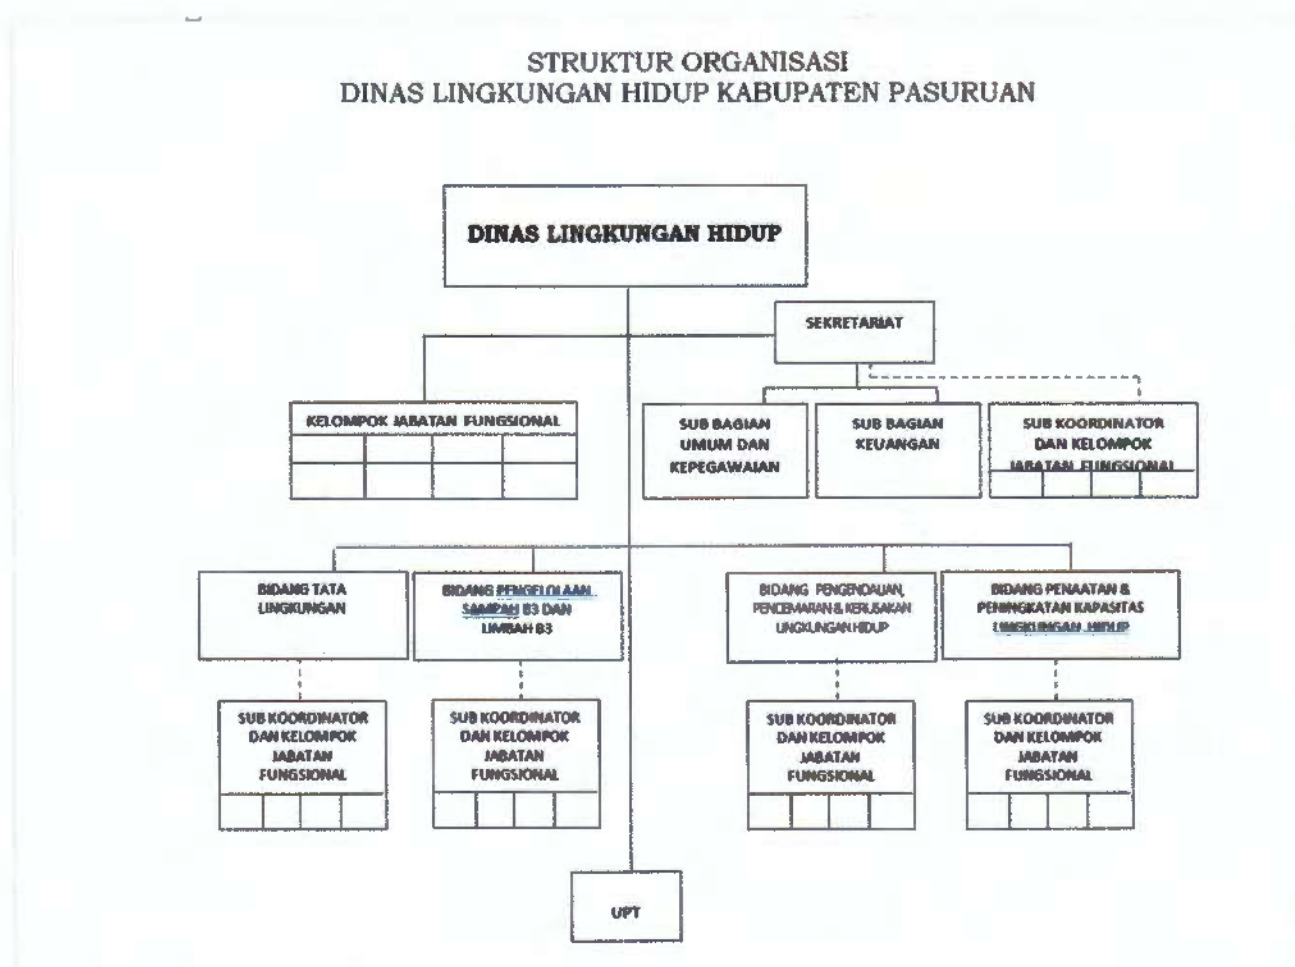 STRUKTUR ORGANISASI
DINAS LINGKUNGAN HIDUP KABUPATEN PASURUAN
DINAS LINGKUNGAN HIDUP
SEKRETARIAT
KELOMPOK JABATAN FUNGSIONAL
SUB BAGIAN
UMUM DAN
KEPEGAWAIAN
SUB BAGIAN
KEUANGAN
SUB KOORDINATOR
DAN KELOMPOK
JABATAN FUNGSIONAL
BIDANG TATA
LINGKUNGAN
BIDANG PENGELOLAAN
SAMPAH B3 DAN
LIMBAH B3
BIDANG PENGENDALIAN,
PENCEMARAN & KERUSAKAN
LINGKUNGAN HIDUP
BIDANG PENAATAN &
PENINGKATAN KAPASITAS
LINGKUNGAN HIDUP
SUB KOORDINATOR
DAN KELOMPOK
JABATAN
FUNGSIONAL
SUB KOORDINATOR
DAN KELOMPOK
JABATAN
FUNGSIONAL
SUB KOORDINATOR
DAN KELOMPOK
JABATAN
FUNGSIONAL
SUB KOORDINATOR
DAN KELOMPOK
JABATAN
FUNGSIONAL
UPT